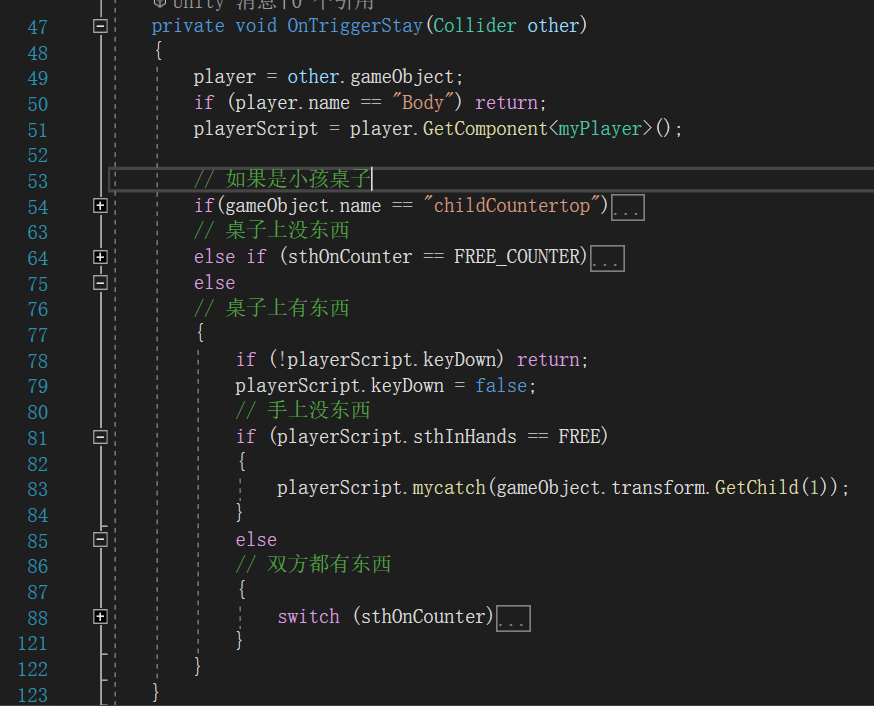 Unity 消息|0 个引用
47 private void OnTriggerStay(Collider other)
48 {
49 player = other.gameObject;
50 if (player.name == "Body") return;
51 playerScript = player.GetComponent<myPlayer>();
52
53 // 如果是小孩桌子
54 if(gameObject.name == "childCountertop")...
63 // 桌子上没东西
64 else if (sthOnCounter == FREE_COUNTER)...
75 else
76 // 桌子上有东西
77 {
78 if (!playerScript.keyDown) return;
79 playerScript.keyDown = false;
80 // 手上没东西
81 if (playerScript.sthInHands == FREE)
82 {
83 playerScript.mycatch(gameObject.transform.GetChild(1));
84 }
85 else
86 // 双方都有东西
87 {
88 switch (sthOnCounter)...
121 }
122 }
123 }